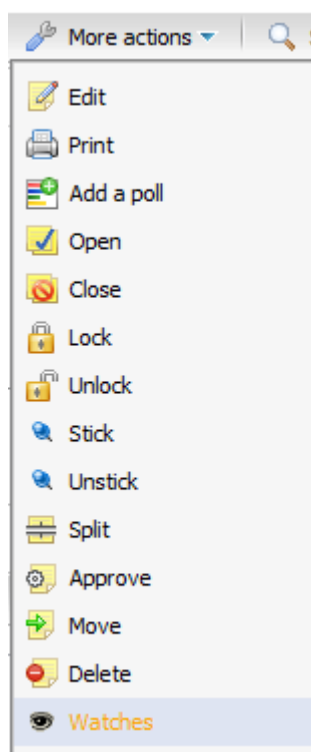 More actions
Edit
Print
Add a poll
Open
Close
Lock
Unlock
Stick
Unstick
Split
Approve
Move
Delete
Watches